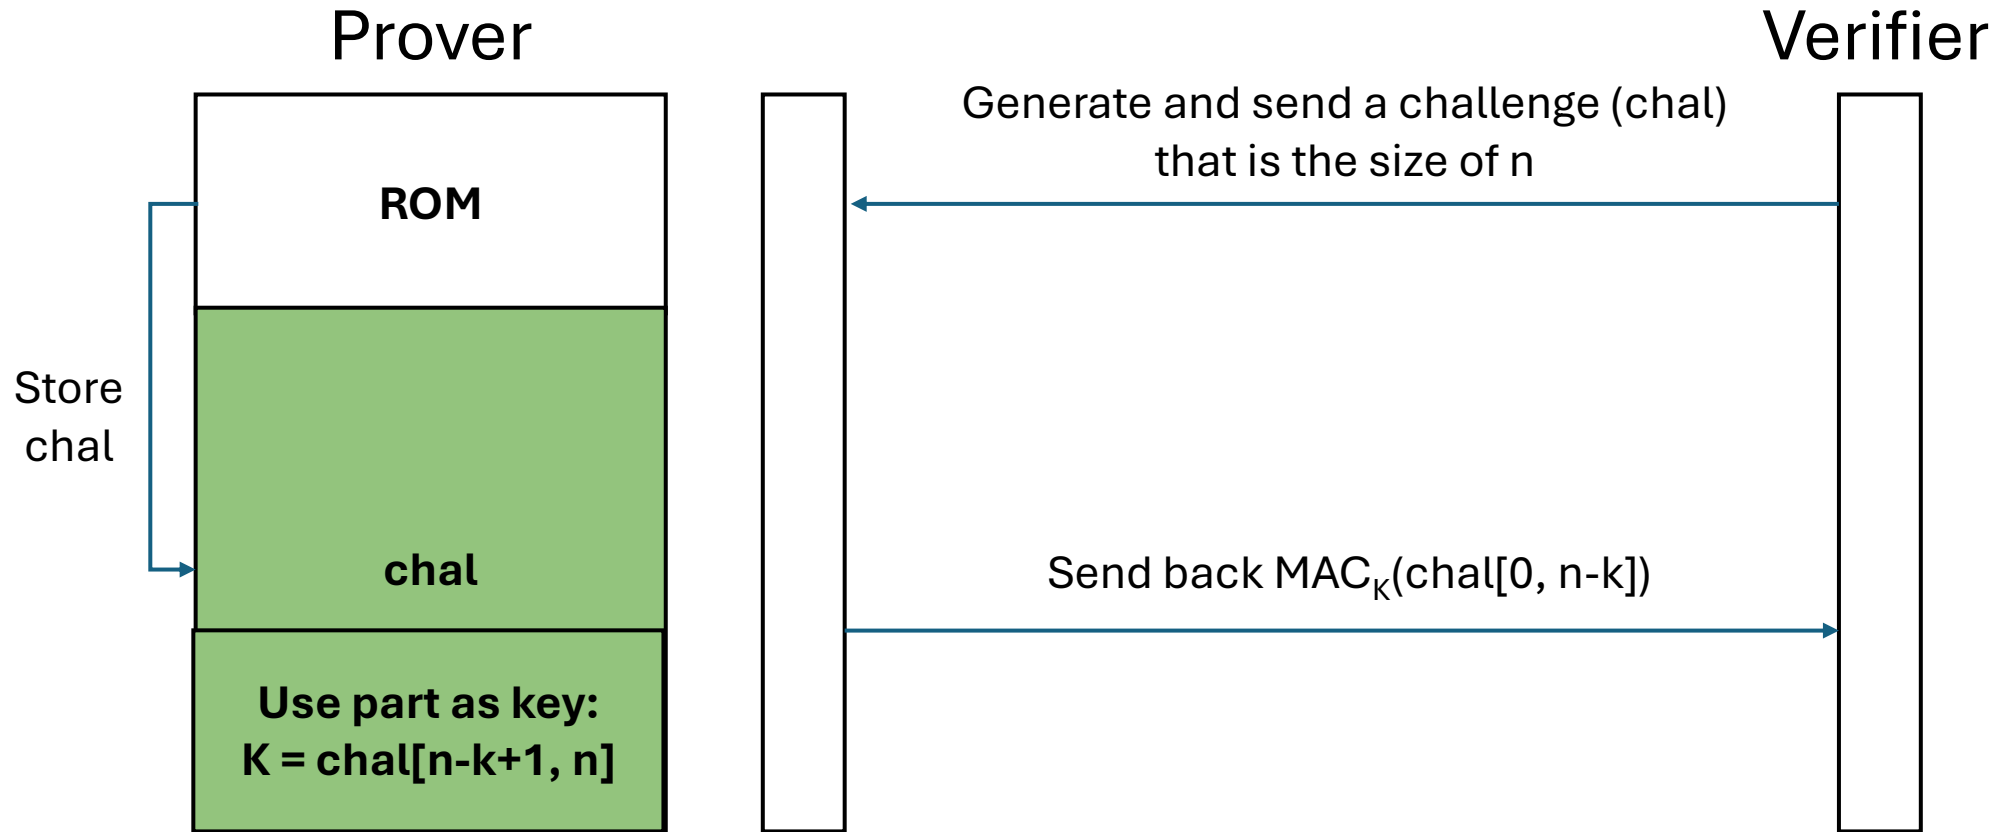 Prover
Verifier
Generate and send a challenge (chal)
that is the size of n
ROM
Store
chal
chal
Send back MAC_K(chal[0, n-k])
Use part as key:
K = chal[n-k+1, n]